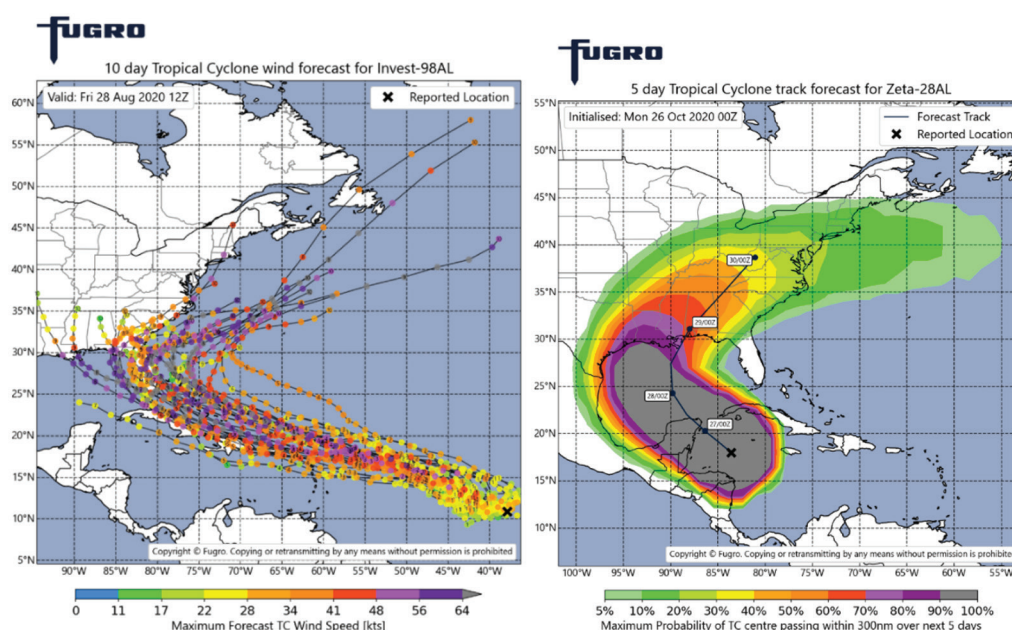 FUGRO
10 day Tropical Cyclone wind forecast for Invest-98AL
Valid: Fri 28 Aug 2020 12Z
Reported Location
60°N
55°N
50°N
45°N
40°N
35°N
30°N
25°N
20°N
15°N
10°N
5°N
Copyright © Fugro. Copying or retransmitting by any means without permission is prohibited
90°W 85°W 80°W 75°W 70°W 65°W 60°W 55°W 50°W 45°W 40°W
0 11 17 22 28 34 41 48 56 64
Maximum Forecast TC Wind Speed [kts]
FUGRO
5 day Tropical Cyclone track forecast for Zeta-28AL
Initialised: Mon 26 Oct 2020 00Z
Forecast Track
Reported Location
55°N
50°N
45°N
40°N
35°N
30°N
25°N
20°N
15°N
10°N
30/00Z
29/00Z
28/00Z
27/00Z
Copyright © Fugro. Copying or retransmitting by any means without permission is prohibited
100°W 95°W 90°W 85°W 80°W 75°W 70°W 65°W 60°W 55°W
5% 10% 20% 30% 40% 50% 60% 70% 80% 90% 100%
Maximum Probability of TC centre passing within 300nm over next 5 days